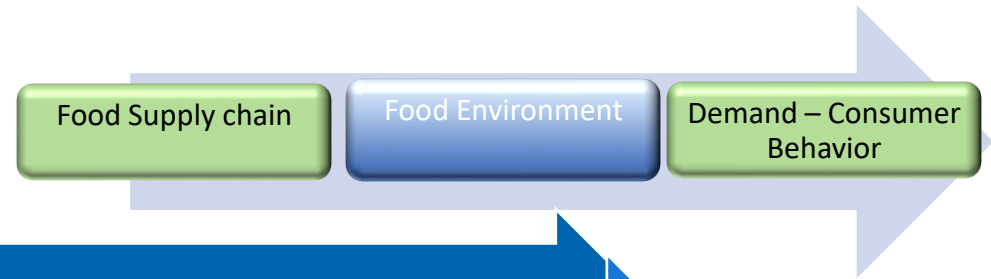 Food Supply chain
Food Environment
Demand – Consumer
Behavior